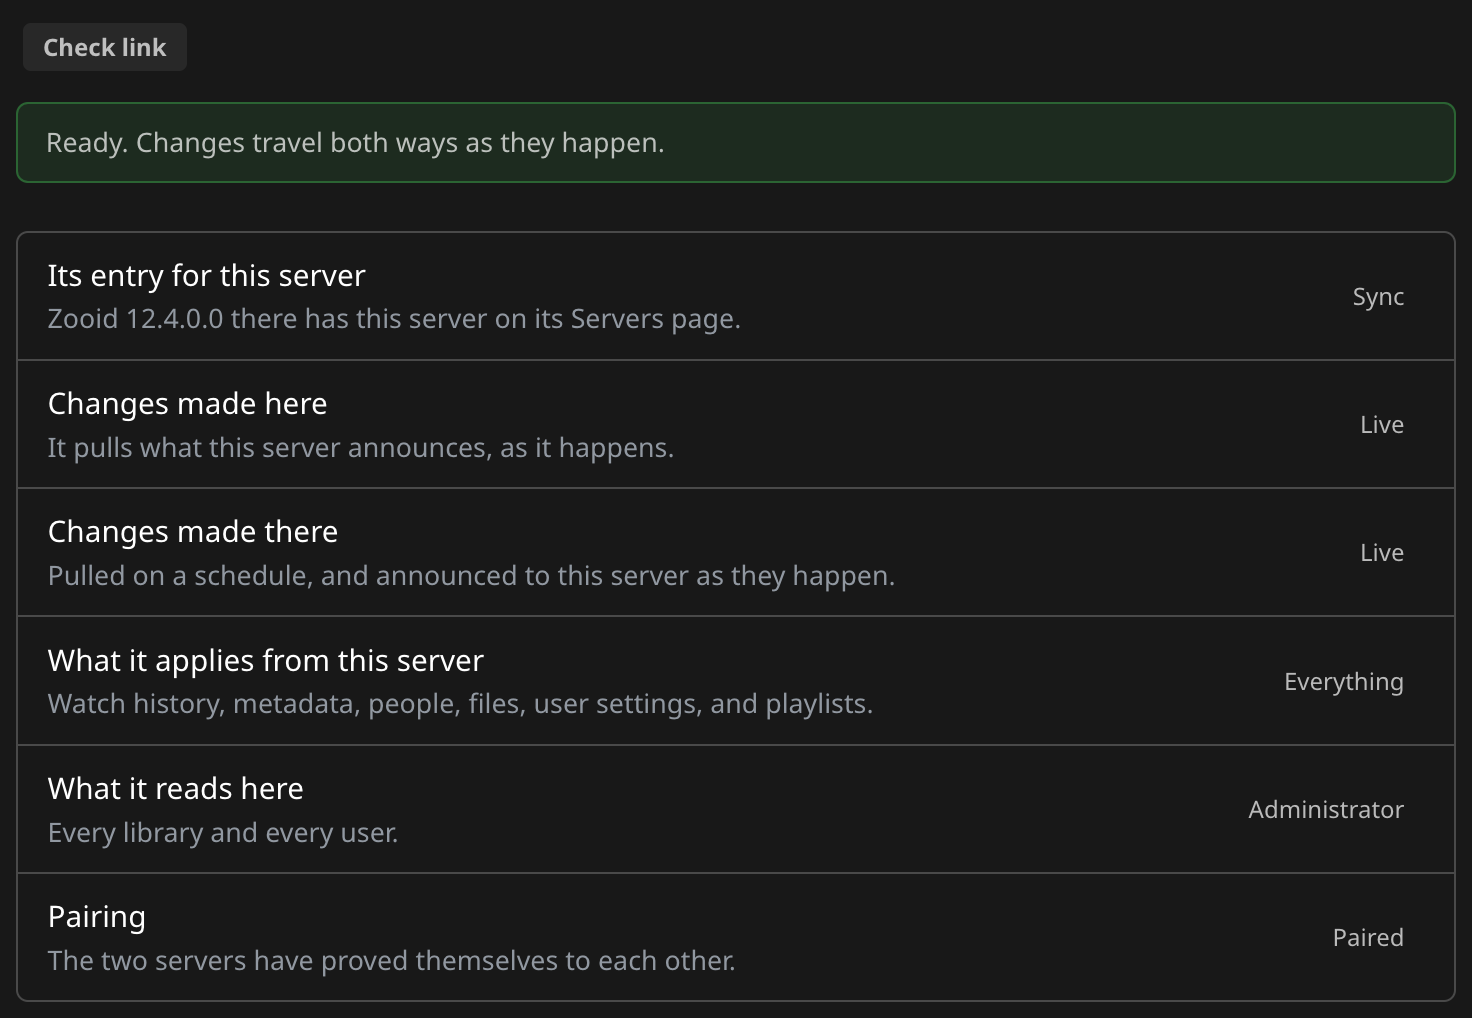 Check link
Ready. Changes travel both ways as they happen.
Its entry for this server
Zooid 12.4.0.0 there has this server on its Servers page.
Sync
Changes made here
It pulls what this server announces, as it happens.
Live
Changes made there
Pulled on a schedule, and announced to this server as they happen.
Live
What it applies from this server
Watch history, metadata, people, files, user settings, and playlists.
Everything
What it reads here
Every library and every user.
Administrator
Pairing
The two servers have proved themselves to each other.
Paired